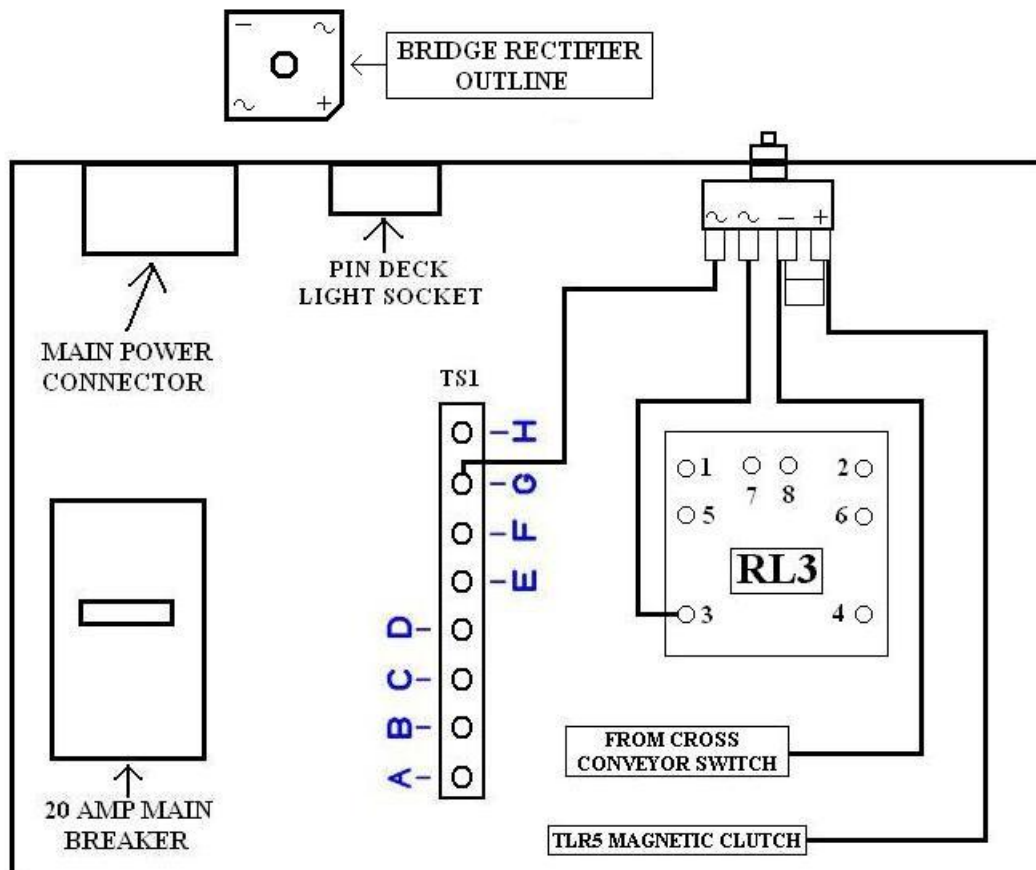 − ~
BRIDGE RECTIFIER
OUTLINE
~ +
~ ~ − +
PIN DECK
LIGHT SOCKET
MAIN POWER
CONNECTOR
TS1
H
G
F
E
D
C
B
A
1 7 8 2
5 6
RL3
3 4
FROM CROSS
CONVEYOR SWITCH
20 AMP MAIN
BREAKER
TLR5 MAGNETIC CLUTCH